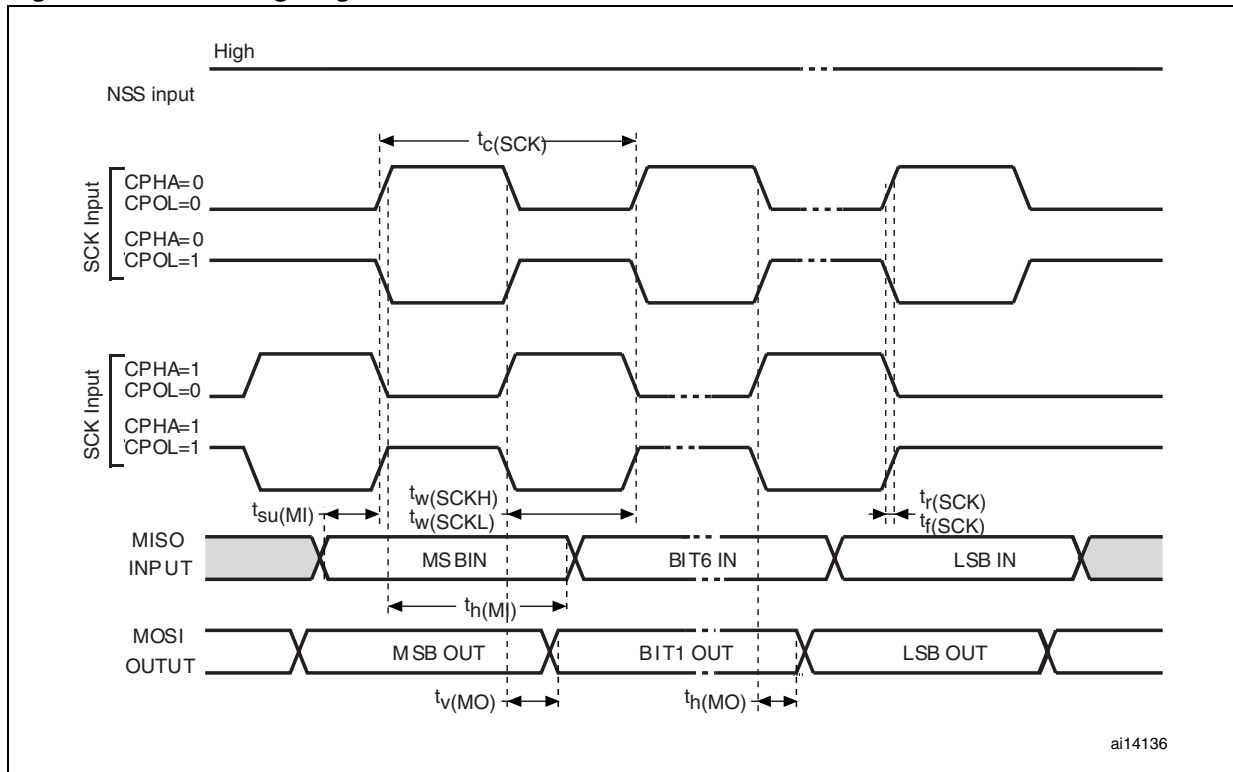 High
NSS input
tc(SCK)
SCK Input
CPHA=0
CPOL=0
CPHA=0
CPOL=1
SCK Input
CPHA=1
CPOL=0
CPHA=1
CPOL=1
tsu(MI)
tw(SCKH)
tw(SCKL)
tr(SCK)
tf(SCK)
MISO
INPUT
MSBIN
BIT6 IN
LSB IN
th(MI)
MOSI
OUTUT
MSB OUT
BIT1 OUT
LSB OUT
tv(MO)
th(MO)
ai14136